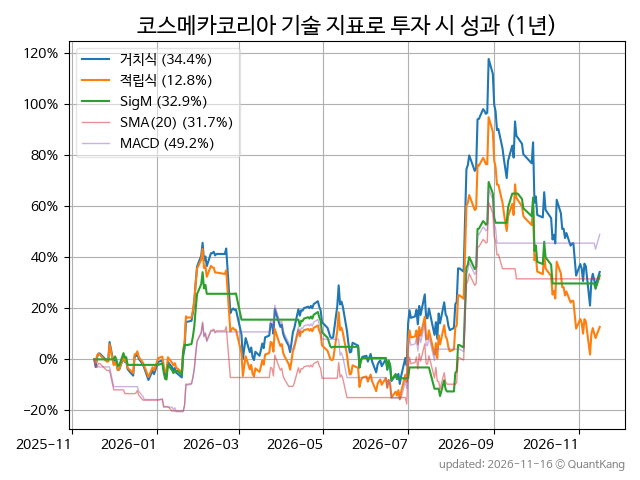 코스메카코리아 기술 지표로 투자 시 성과 (1년)
거치식 (34.4%)
적립식 (12.8%)
SigM (32.9%)
SMA(20) (31.7%)
MACD (49.2%)
120%
100%
80%
60%
40%
20%
0%
−20%
2025-11 2026-01 2026-03 2026-05 2026-07 2026-09 2026-11
updated: 2026-11-16 © QuantKang